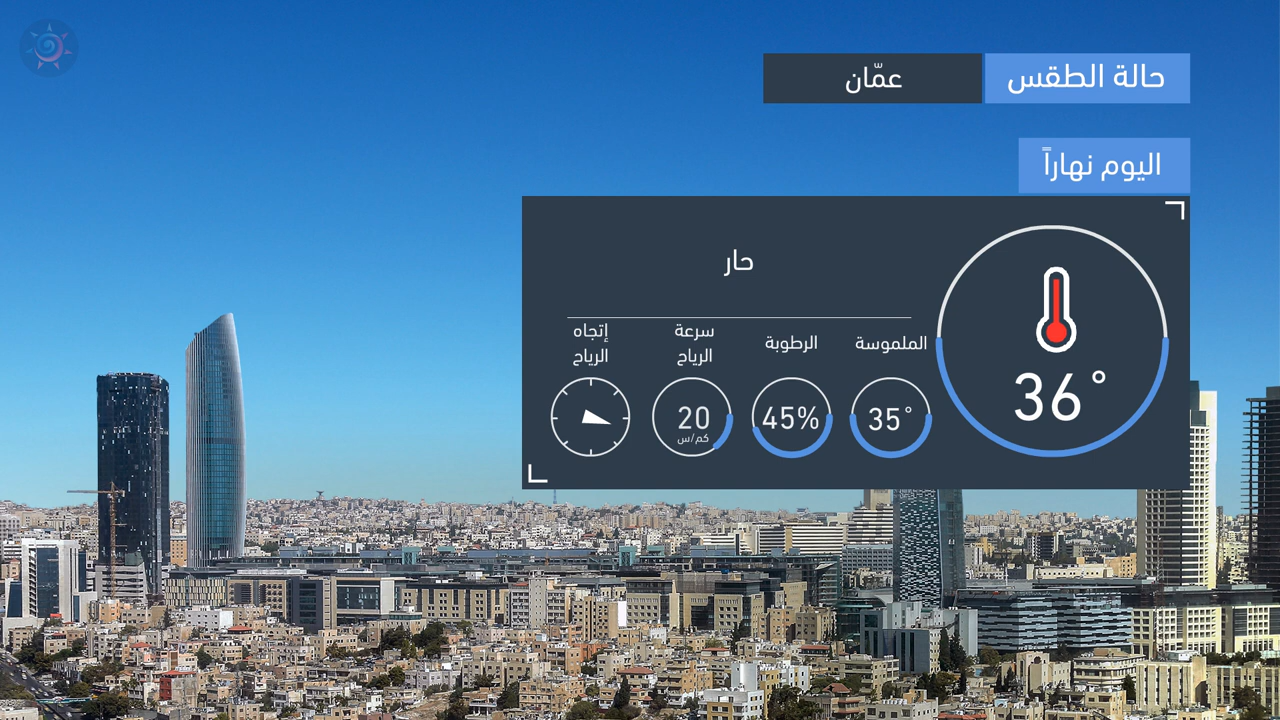 حالة الطقس
عمّان
اليوم نهاراً
36°
حار
الملموسة
35°
الرطوبة
45%
سرعة
الرياح
20
كم/س
إتجاه
الرياح